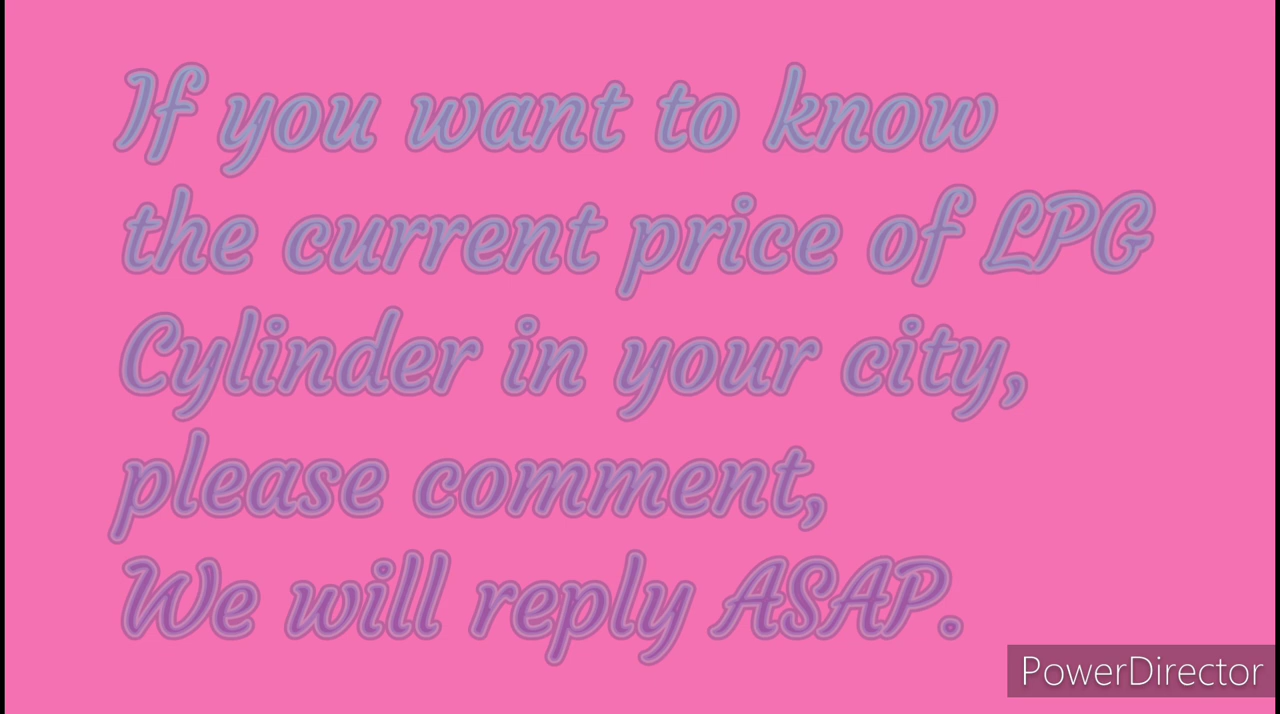 If you want to know
the current price of LPG
Cylinder in your city,
please comment,
We will reply ASAP.
PowerDirector